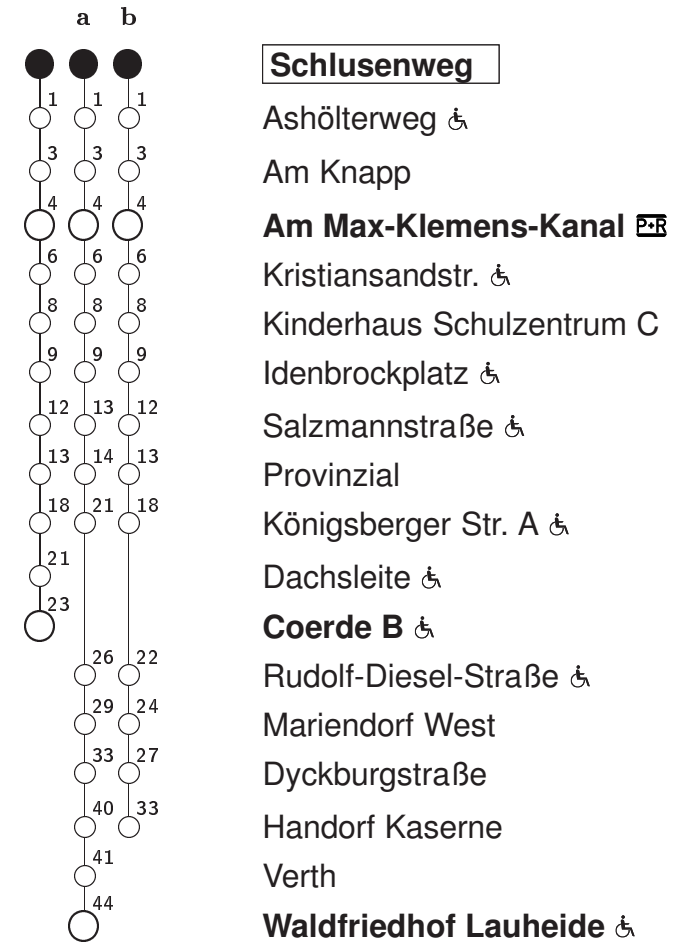 a b
Schlusenweg
1 1 1 Ashölterweg
3 3 3 Am Knapp
4 4 4 Am Max-Klemens-Kanal P+R
6 6 6 Kristiansandstr.
8 8 8 Kinderhaus Schulzentrum C
9 9 9 Idenbrockplatz
12 13 12 Salzmannstraße
13 14 13 Provinzial
18 21 18 Königsberger Str. A
21 Dachsleite
23 Coerde B
26 22 Rudolf-Diesel-Straße
29 24 Mariendorf West
33 27 Dyckburgstraße
40 33 Handorf Kaserne
41 Verth
44 Waldfriedhof Lauheide